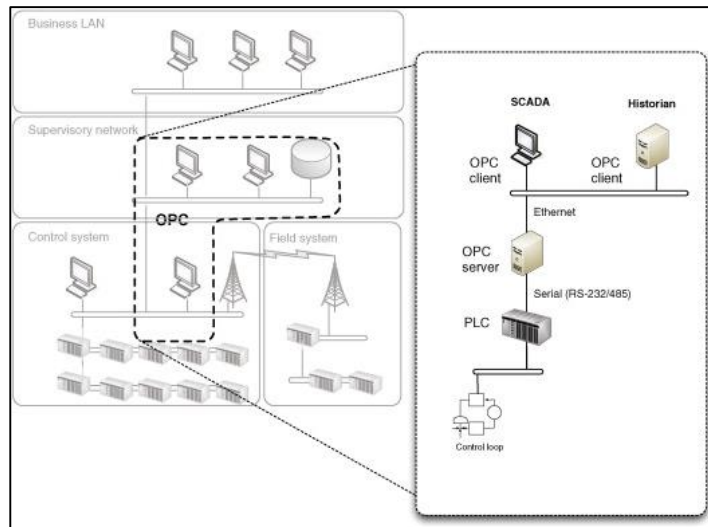 Business LAN
Supervisory network
OPC
Control system
Field system
SCADA
Historian
OPC
client
OPC
client
Ethernet
OPC
server
Serial (RS-232/485)
PLC
Control loop